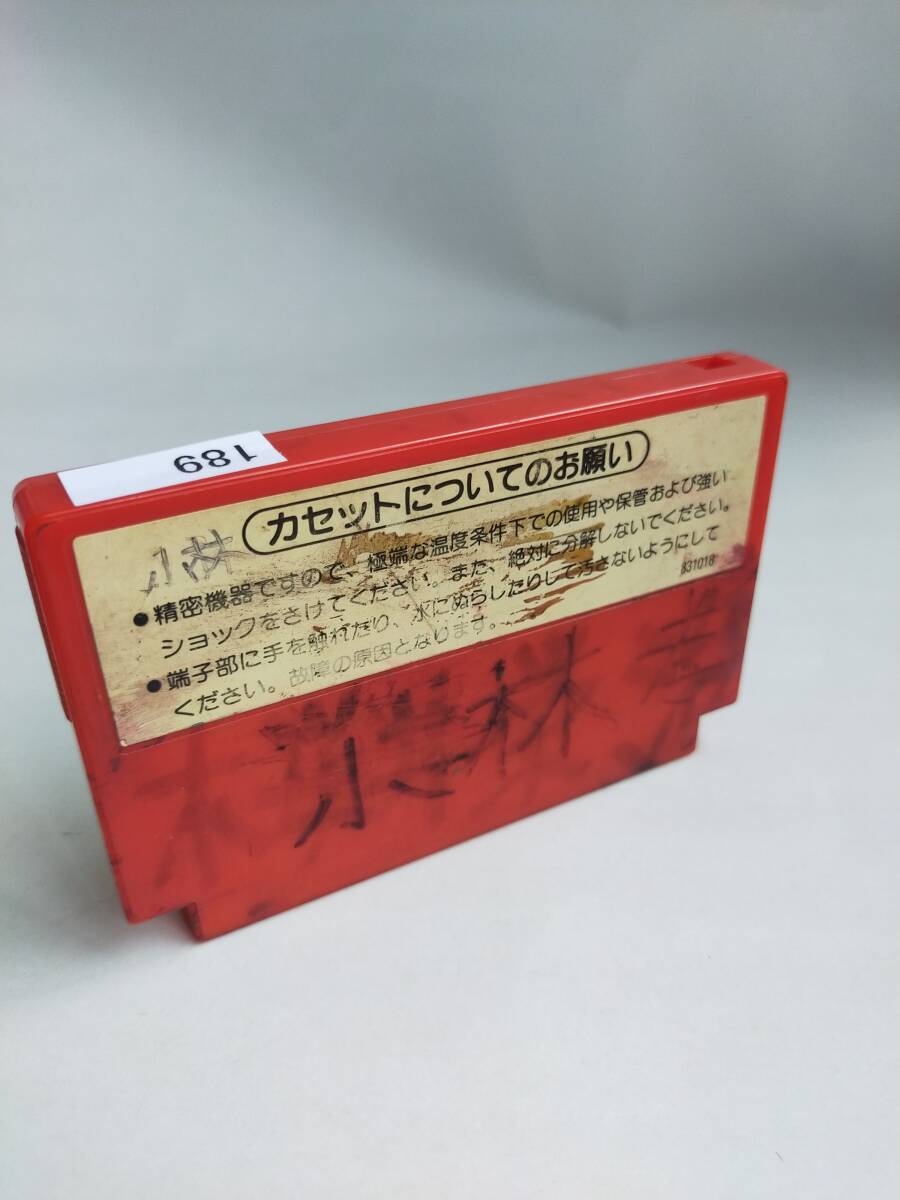 189
カセットについてのお願い
小林
●精密機器ですので、極端な温度条件下での使用や保管および強い
ショックをさけてください。また、絶対に分解しないでください。
●端子部に手を触れたり、水にぬらしたりして汚さないようにして
ください。故障の原因となります。
831018
小林